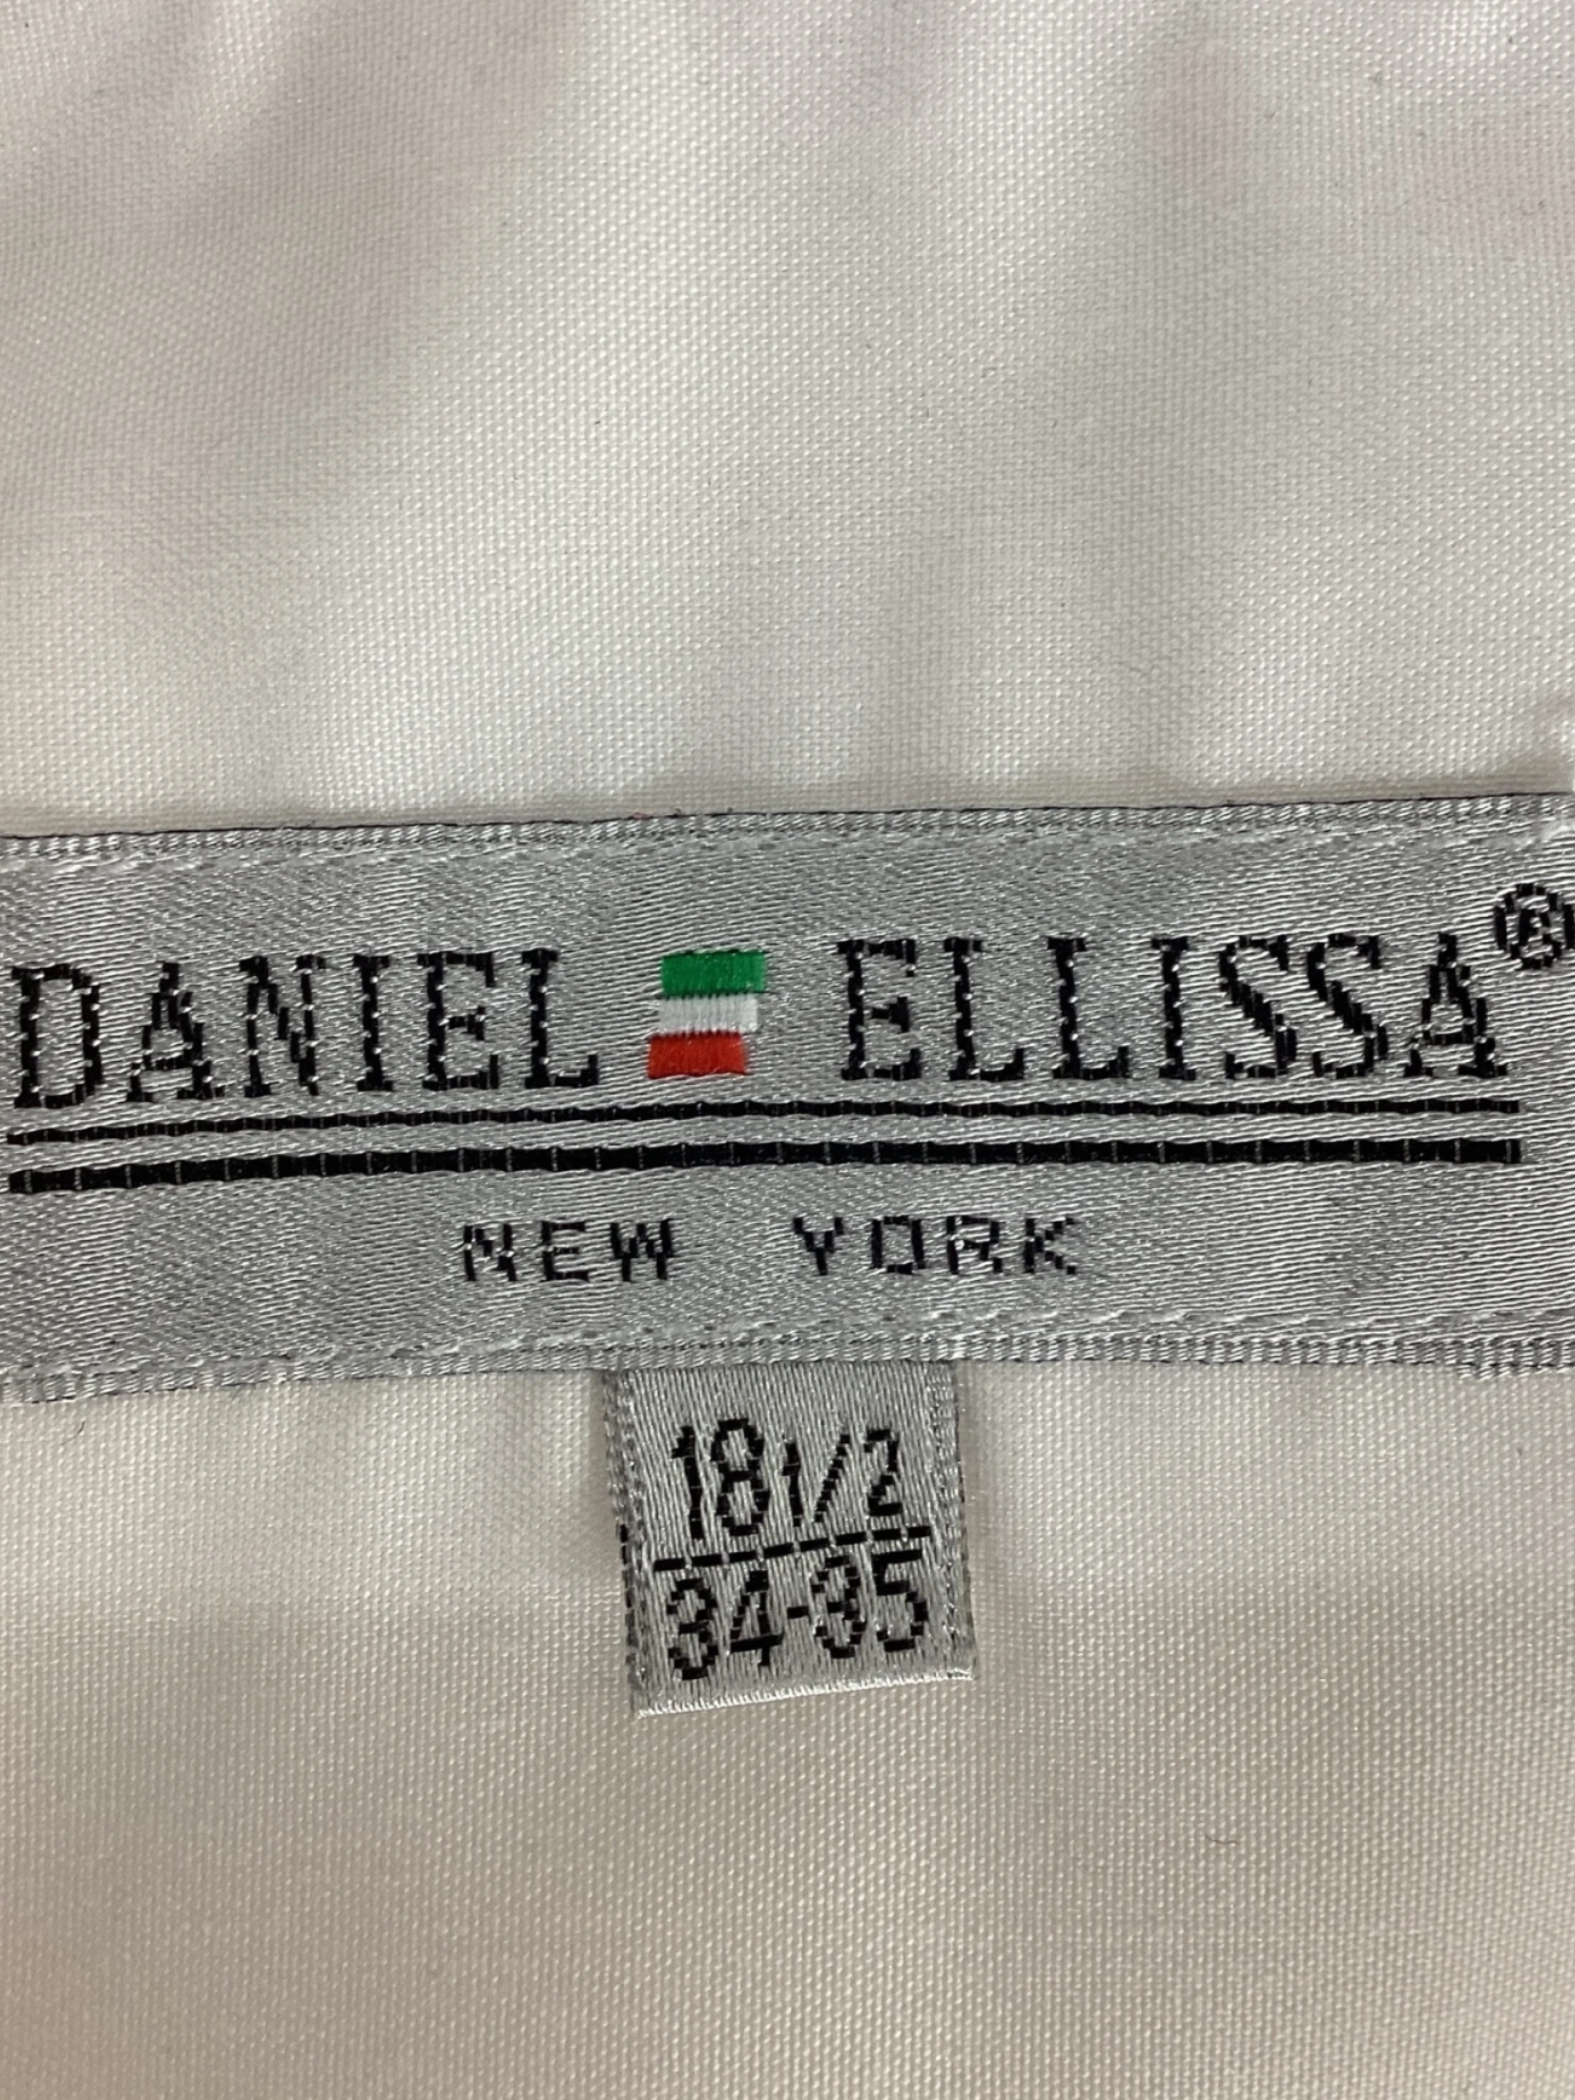 DANIEL ELLISSA®
NEW YORK
18 1/2
34-35